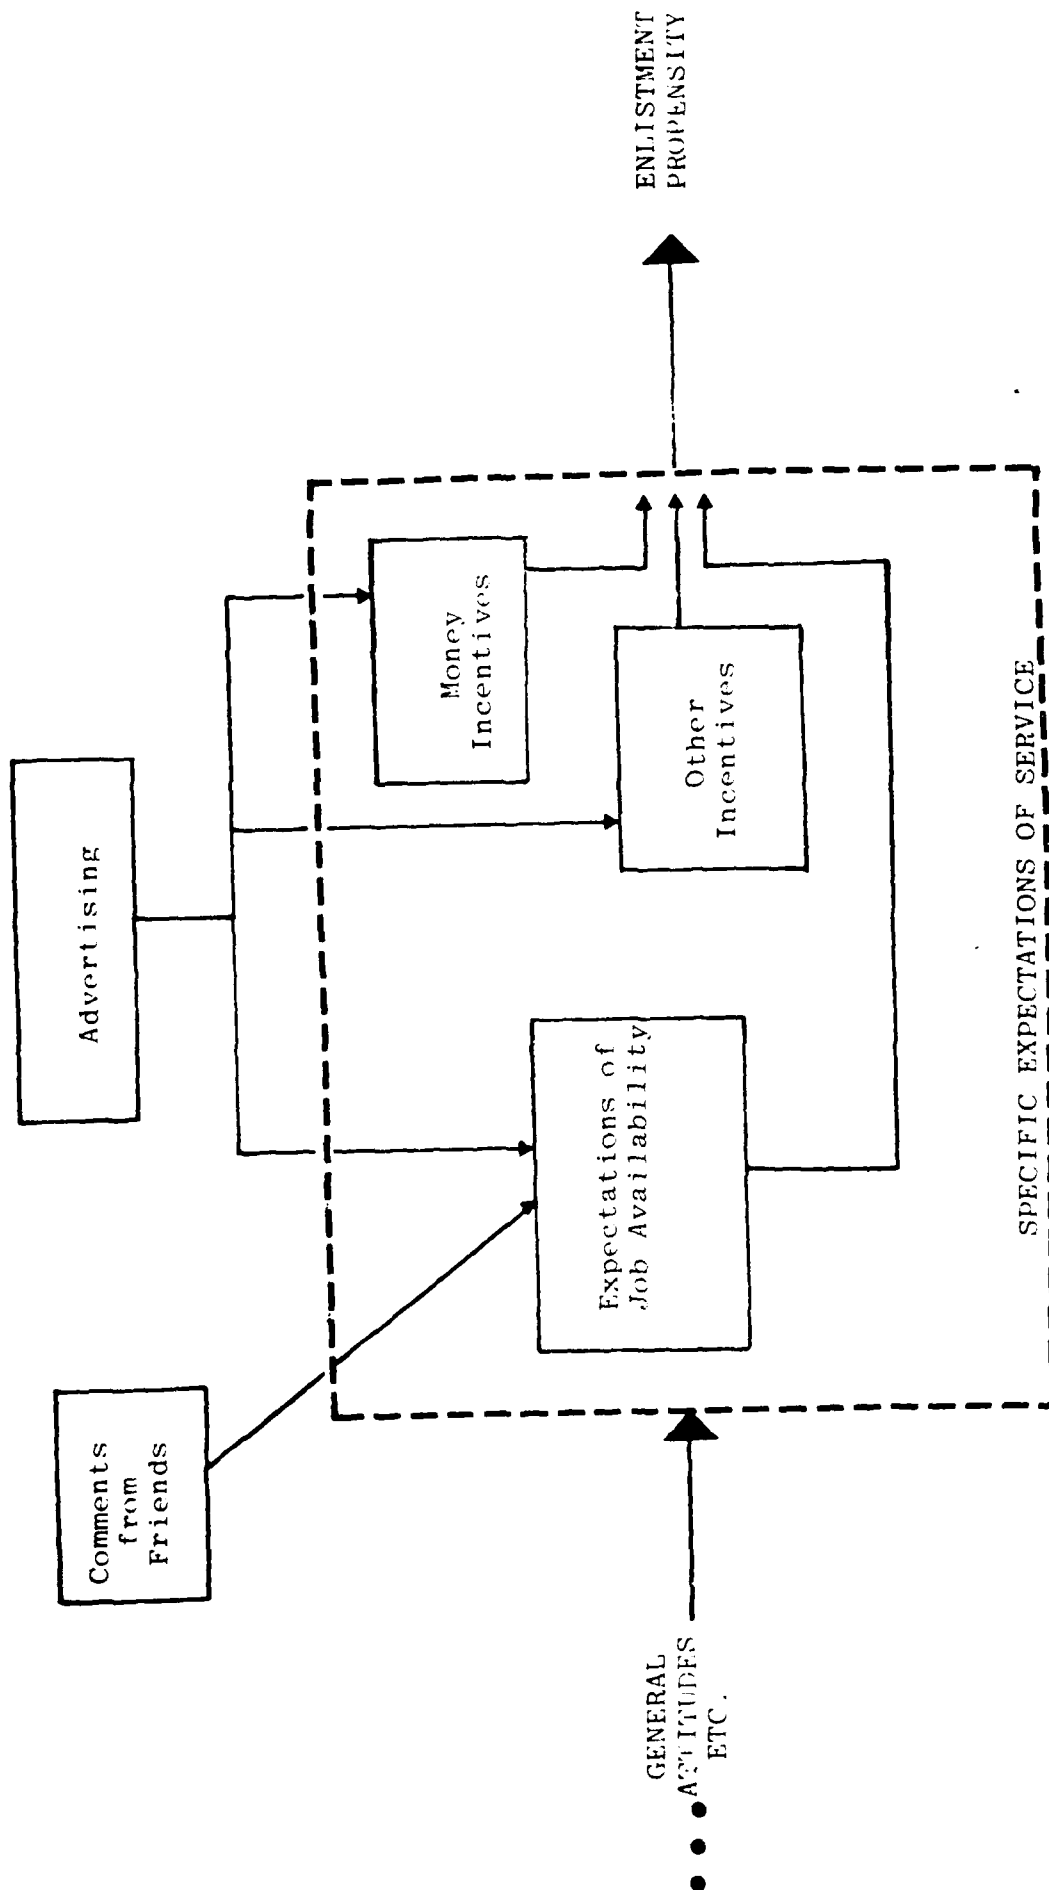 Comments
from
Friends
Advertising
Expectations of
Job Availability
Money
Incentives
Other
Incentives
GENERAL
ATTITUDES
ETC.
ENLISTMENT
PROPENSITY
SPECIFIC EXPECTATIONS OF SERVICE